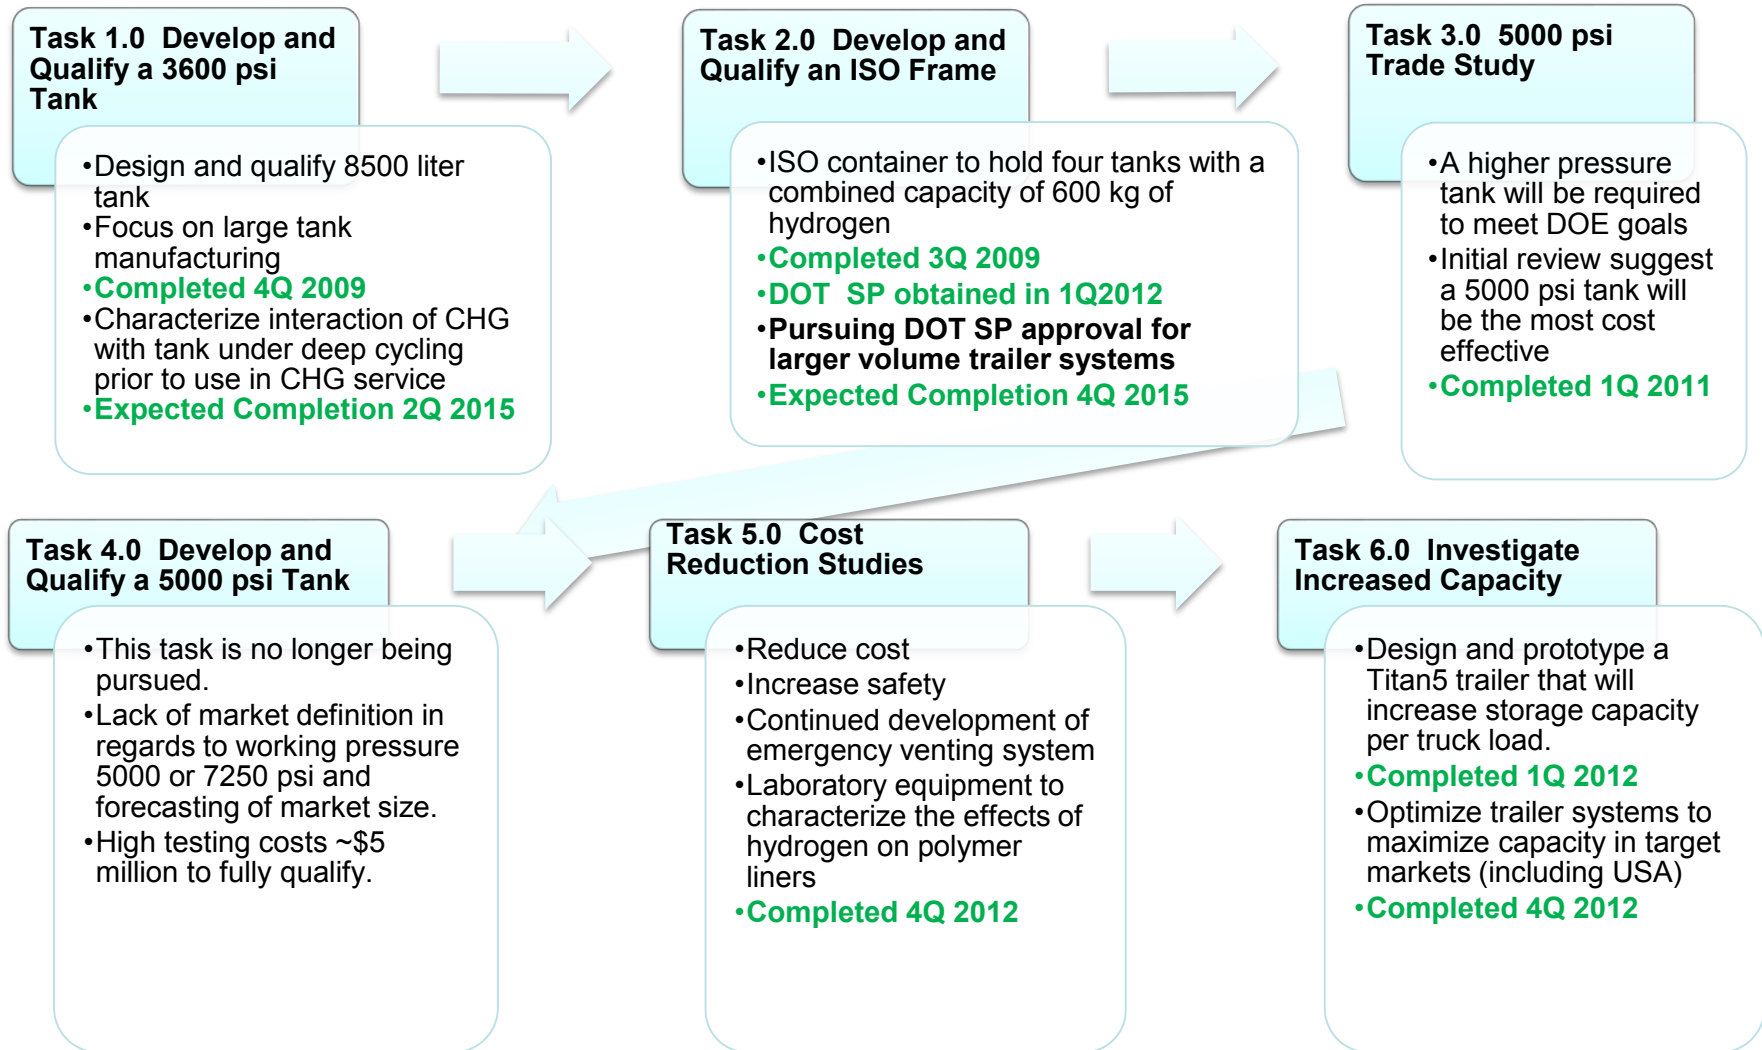 Task 1.0 Develop and
Qualify a 3600 psi
Tank
•Design and qualify 8500 liter
tank
•Focus on large tank
manufacturing
•Completed 4Q 2009
•Characterize interaction of CHG
with tank under deep cycling
prior to use in CHG service
•Expected Completion 2Q 2015
Task 2.0 Develop and
Qualify an ISO Frame
•ISO container to hold four tanks with a
combined capacity of 600 kg of
hydrogen
•Completed 3Q 2009
•DOT SP obtained in 1Q2012
•Pursuing DOT SP approval for
larger volume trailer systems
•Expected Completion 4Q 2015
Task 3.0 5000 psi
Trade Study
•A higher pressure
tank will be required
to meet DOE goals
•Initial review suggest
a 5000 psi tank will
be the most cost
effective
•Completed 1Q 2011
Task 4.0 Develop and
Qualify a 5000 psi Tank
•This task is no longer being
pursued.
•Lack of market definition in
regards to working pressure
5000 or 7250 psi and
forecasting of market size.
•High testing costs ~$5
million to fully qualify.
Task 5.0 Cost
Reduction Studies
•Reduce cost
•Increase safety
•Continued development of
emergency venting system
•Laboratory equipment to
characterize the effects of
hydrogen on polymer
liners
•Completed 4Q 2012
Task 6.0 Investigate
Increased Capacity
•Design and prototype a
Titan5 trailer that will
increase storage capacity
per truck load.
•Completed 1Q 2012
•Optimize trailer systems to
maximize capacity in target
markets (including USA)
•Completed 4Q 2012